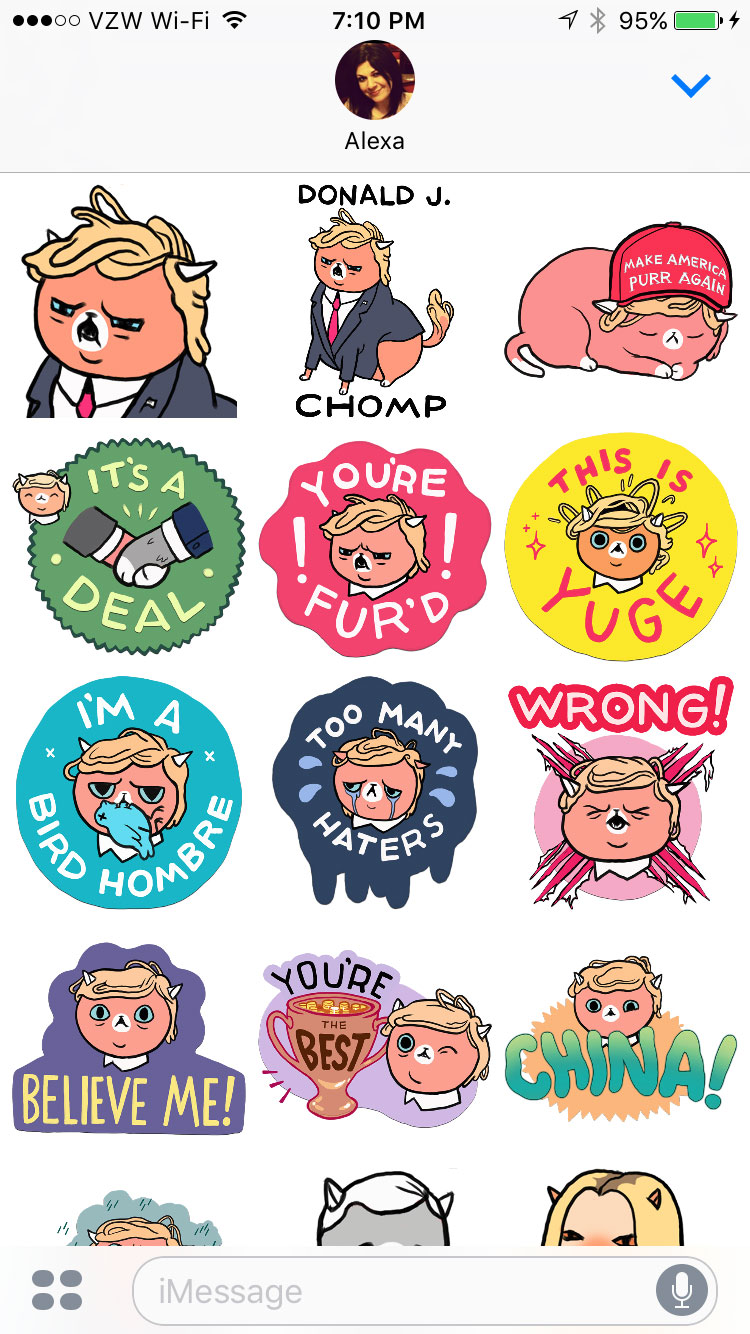 VZW Wi-Fi 7:10 PM 95%
Alexa
DONALD J.
CHOMP
MAKE AMERICA
PURR AGAIN
IT'S A
DEAL
YOU'RE
! !
FUR'D
THIS IS
YUGE
I'M A
BIRD HOMBRE
TOO MANY
HATERS
WRONG!
BELIEVE ME!
YOU'RE
THE
BEST
CHINA!
iMessage